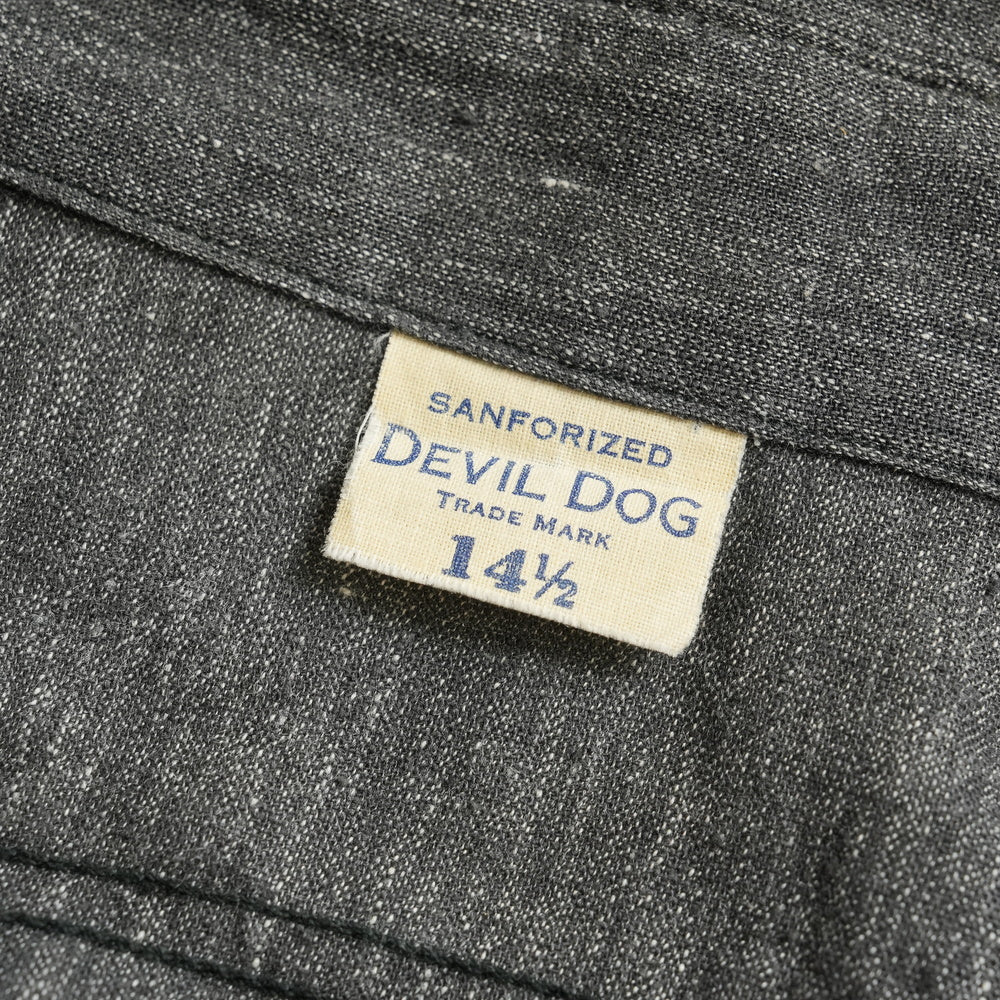 SANFORIZED
DEVIL DOG
TRADE MARK
14½